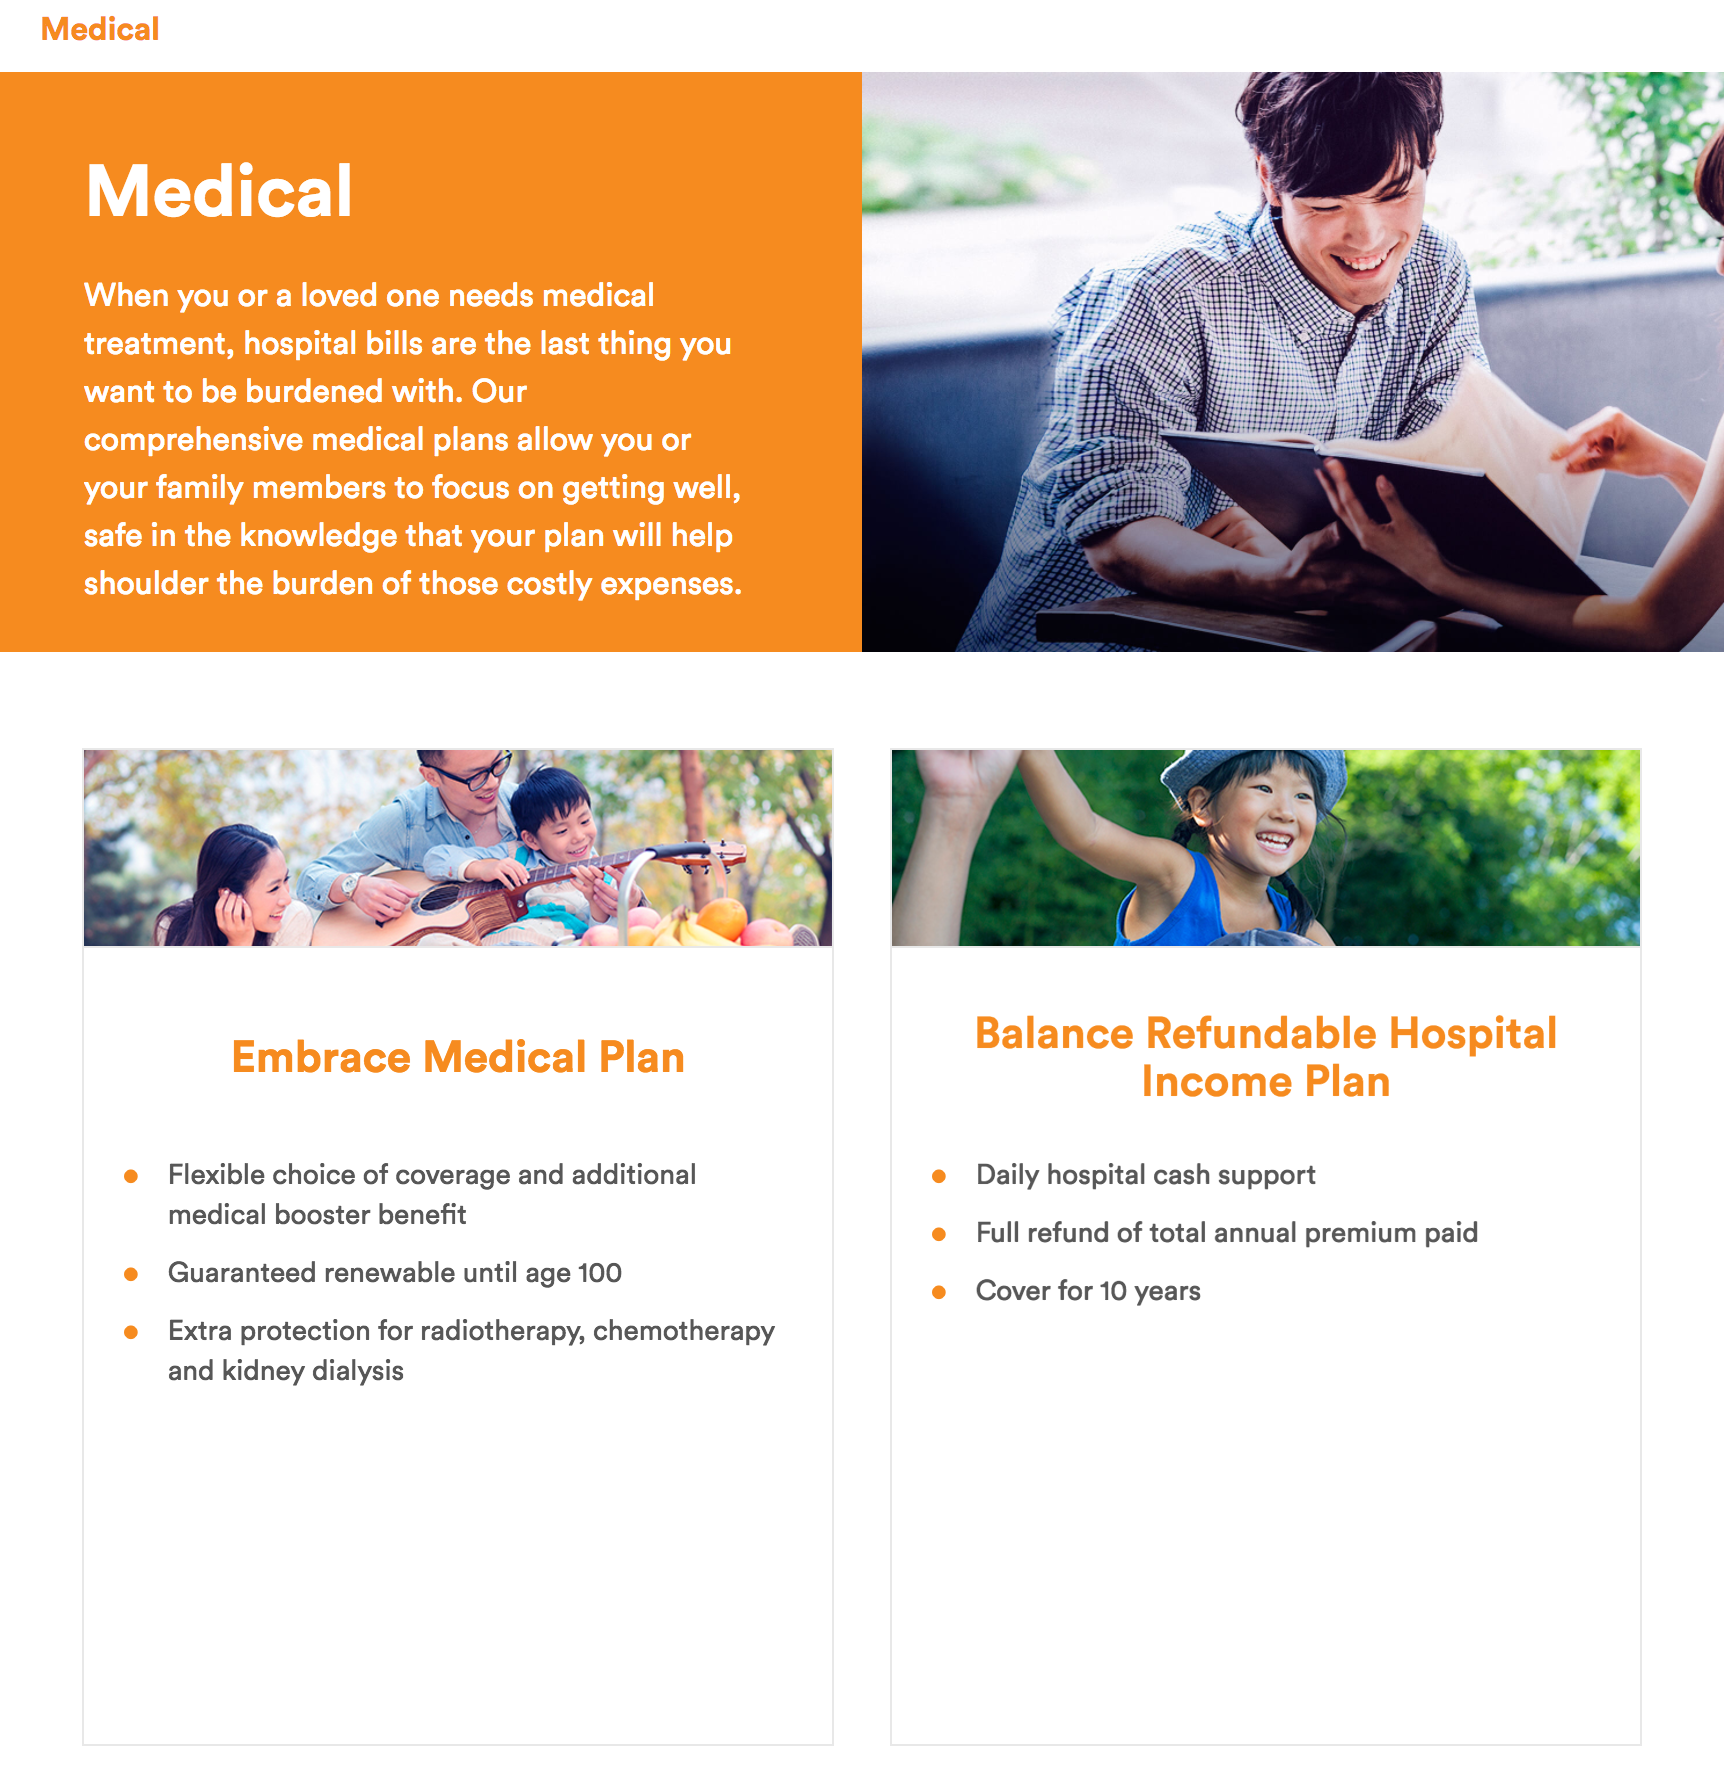 Medical
Medical
When you or a loved one needs medical
treatment, hospital bills are the last thing you
want to be burdened with. Our
comprehensive medical plans allow you or
your family members to focus on getting well,
safe in the knowledge that your plan will help
shoulder the burden of those costly expenses.
Embrace Medical Plan
Flexible choice of coverage and additional
medical booster benefit
Guaranteed renewable until age 100
Extra protection for radiotherapy, chemotherapy
and kidney dialysis
Balance Refundable Hospital
Income Plan
Daily hospital cash support
Full refund of total annual premium paid
Cover for 10 years